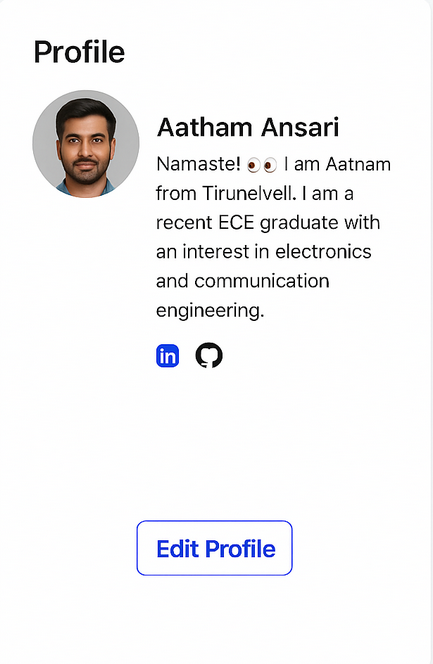 Profile
Aatham Ansari
Namaste! 👀 I am Aatnam
from Tirunelvell. I am a
recent ECE graduate with
an interest in electronics
and communication
engineering.
in
Edit Profile